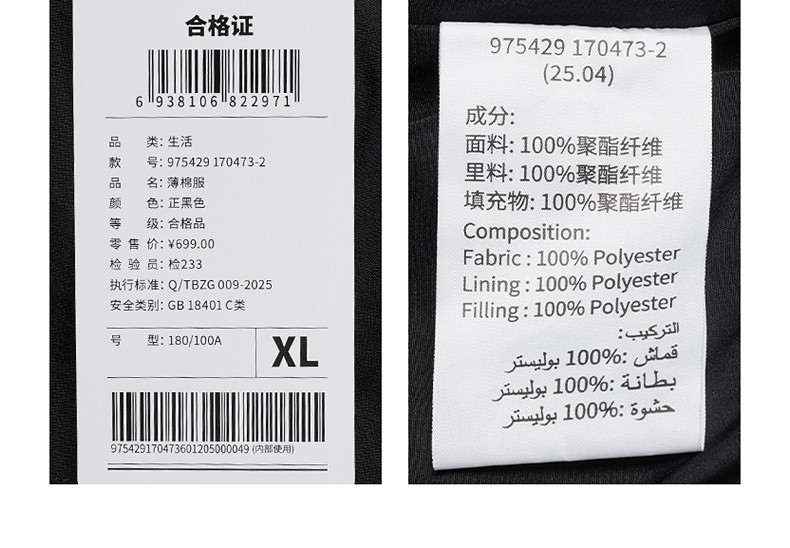 合格证
6 938106 822971
品 类: 生活
款 号: 975429 170473-2
品 名: 薄棉服
颜 色: 正黑色
等 级: 合格品
零 售 价: ¥699.00
检 验 员: 检233
执行标准: Q/TBZG 009-2025
安全类别: GB 18401 C类
号 型: 180/100A
XL
975429170473601205000049 (内部使用)
975429 170473-2
(25.04)
成分:
面料: 100%聚酯纤维
里料: 100%聚酯纤维
填充物: 100%聚酯纤维
Composition:
Fabric : 100% Polyester
Lining : 100% Polyester
Filling : 100% Polyester
التركيب:
قماش :%100 بوليستر
بطانة :%100 بوليستر
حشوة :%100 بوليستر